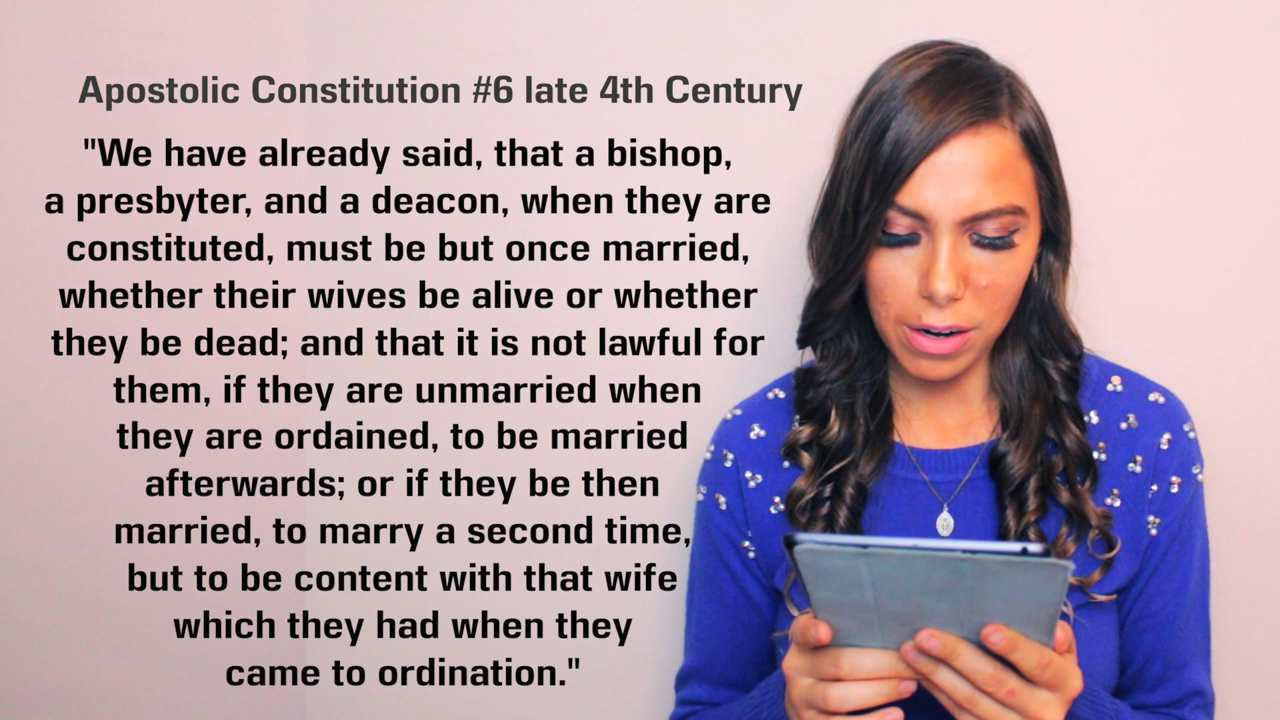 Apostolic Constitution #6 late 4th Century
"We have already said, that a bishop,
a presbyter, and a deacon, when they are
constituted, must be but once married,
whether their wives be alive or whether
they be dead; and that it is not lawful for
them, if they are unmarried when
they are ordained, to be married
afterwards; or if they be then
married, to marry a second time,
but to be content with that wife
which they had when they
came to ordination."